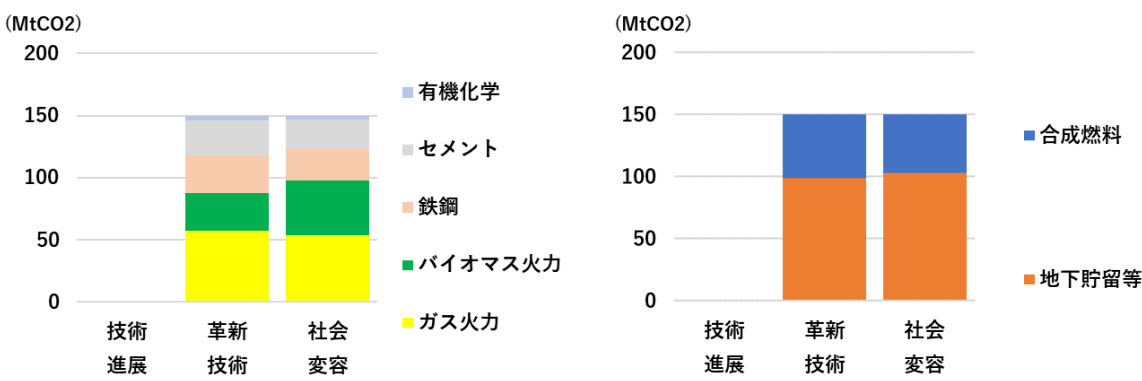 (MtCO2)
200
150
100
50
0
技術
進展
革新
技術
社会
変容
有機化学
セメント
鉄鋼
バイオマス火力
ガス火力
(MtCO2)
200
150
100
50
0
技術
進展
革新
技術
社会
変容
合成燃料
地下貯留等